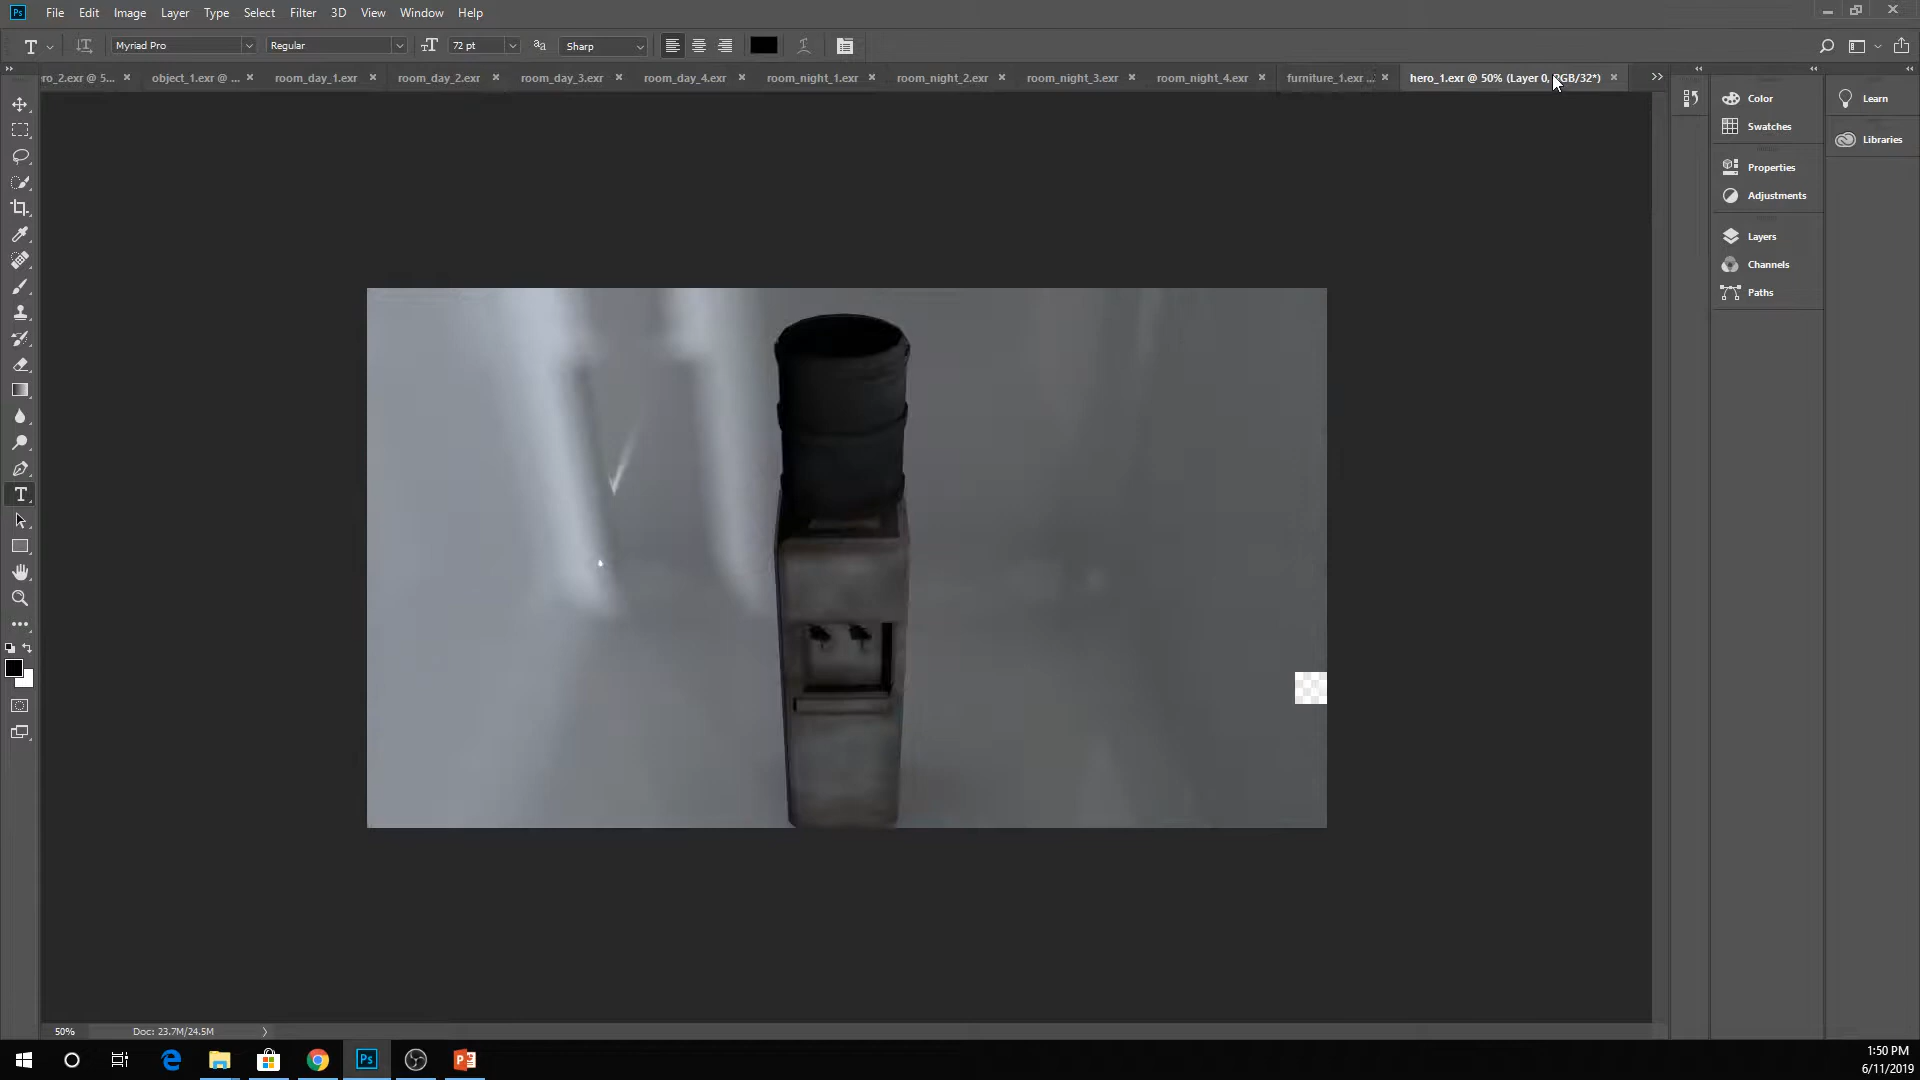 Ps File Edit Image Layer Type Select Filter 3D View Window Help
T Myriad Pro Regular 72 pt Sharp
ro_2.exr @ 5... object_1.exr @ ... room_day_1.exr room_day_2.exr room_day_3.exr room_day_4.exr room_night_1.exr room_night_2.exr room_night_3.exr room_night_4.exr furniture_1.exr ... hero_1.exr @ 50% (Layer 0, RGB/32*)
Color
Learn
Swatches
Libraries
Properties
Adjustments
Layers
Channels
Paths
50% Doc: 23.7M/24.5M
Ps
1:50 PM
6/11/2019